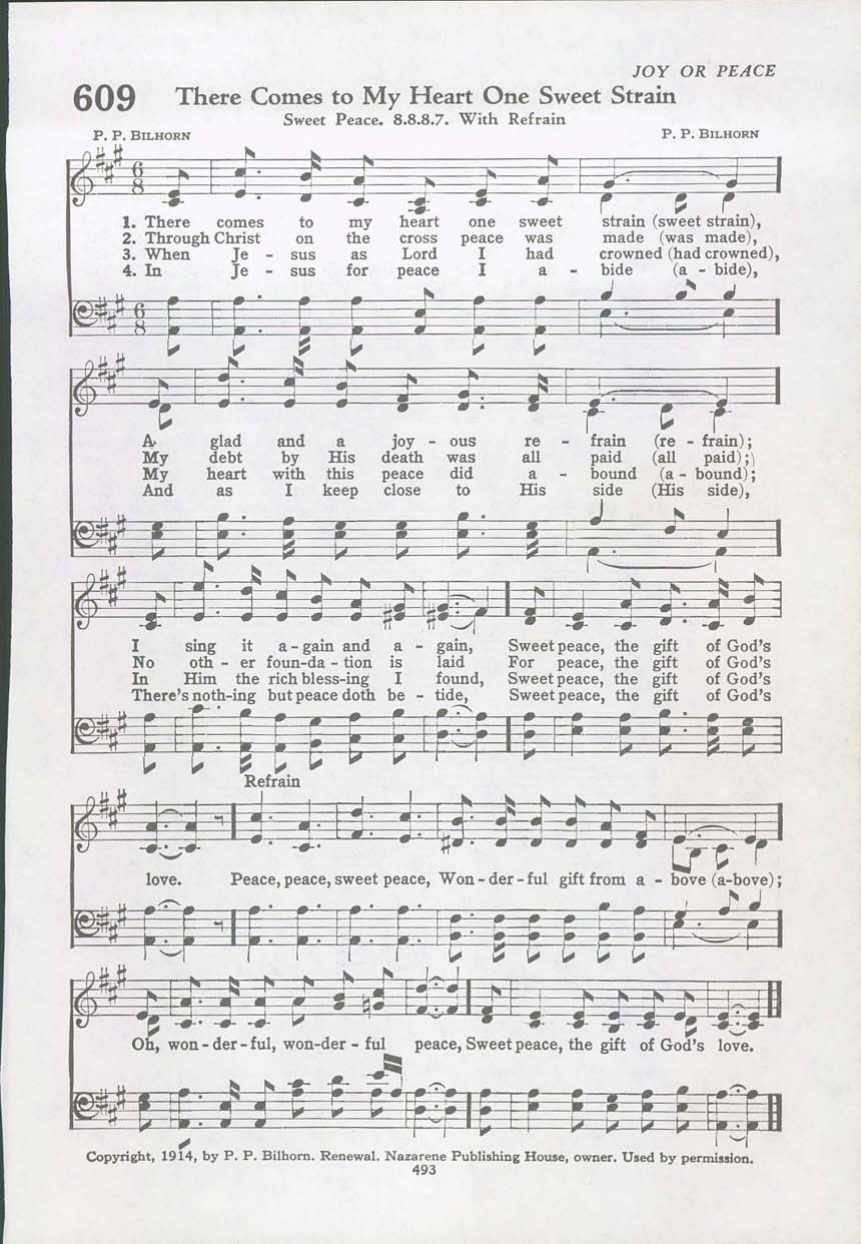 JOY OR PEACE
609 There Comes to My Heart One Sweet Strain
Sweet Peace. 8.8.8.7. With Refrain
P. P. BILHORN P. P. BILHORN
1. There comes to my heart one sweet strain (sweet strain),
2. Through Christ on the cross peace was made (was made),
3. When Je - sus as Lord I had crowned (had crowned),
4. In Je - sus for peace I a - bide (a - bide),
A glad and a joy - ous re - frain (re - frain);
My debt by His death was all paid (all paid);
My heart with this peace did a - bound (a - bound);
And as I keep close to His side (His side),
I sing it a - gain and a - gain, Sweet peace, the gift of God's
No oth - er foun - da - tion is laid For peace, the gift of God's
In Him the rich bless - ing I found, Sweet peace, the gift of God's
There's noth - ing but peace doth be - tide, Sweet peace, the gift of God's
Refrain
love. Peace, peace, sweet peace, Won - der - ful gift from a - bove (a - bove);
Oh, won - der - ful, won - der - ful peace, Sweet peace, the gift of God's love.
Copyright, 1914, by P. P. Bilhorn. Renewal. Nazarene Publishing House, owner. Used by permission.
493